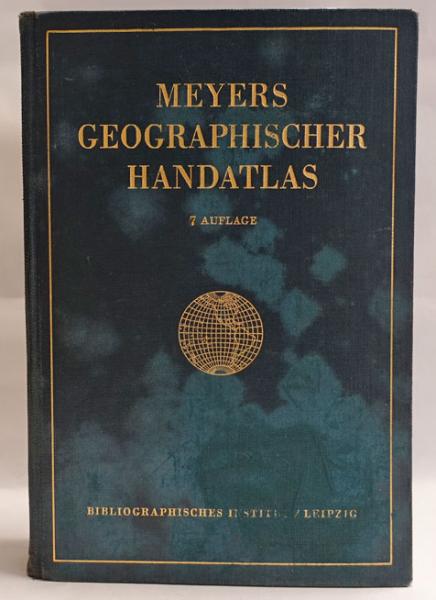 MEYERS
GEOGRAPHISCHER
HANDATLAS
7 AUFLAGE
BIBLIOGRAPHISCHES INSTITUT / LEIPZIG